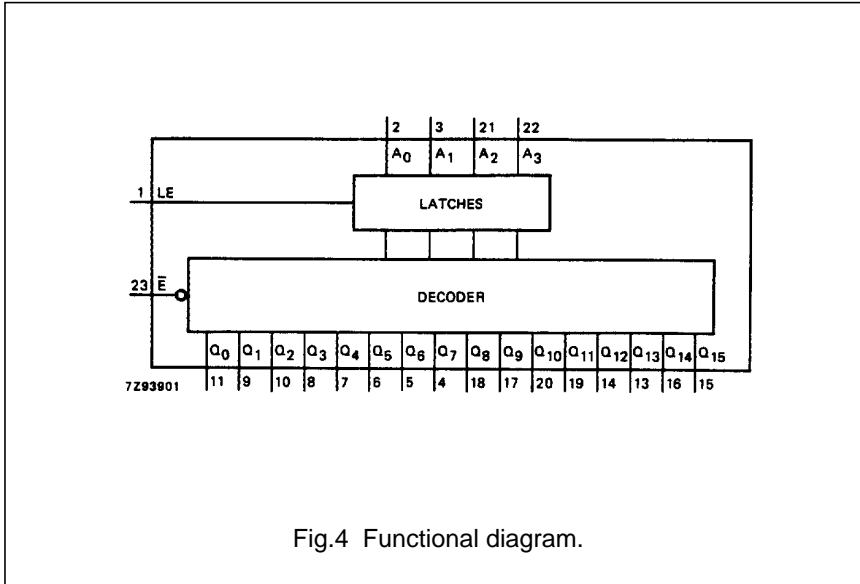 2 3 21 22
A0 A1 A2 A3
1 LE
LATCHES
23 E̅
DECODER
Q0 Q1 Q2 Q3 Q4 Q5 Q6 Q7 Q8 Q9 Q10 Q11 Q12 Q13 Q14 Q15
7Z93901 11 9 10 8 7 6 5 4 18 17 20 19 14 13 16 15
Fig.4 Functional diagram.